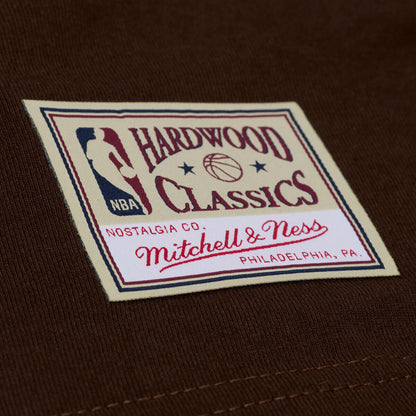 HARDWOOD
CLASSICS
NBA
NOSTALGIA CO.
Mitchell & Ness
PHILADELPHIA, PA.